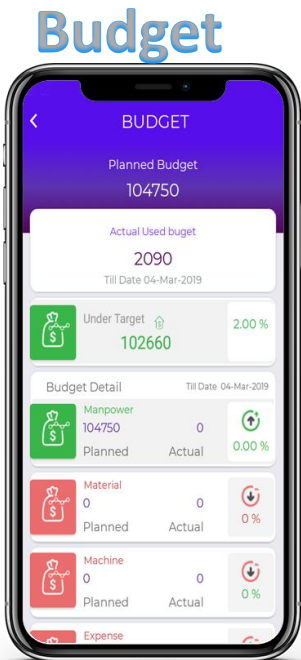 Budget
BUDGET
Planned Budget
104750
Actual Used buget
2090
Till Date 04-Mar-2019
Under Target
102660
2.00 %
Budget Detail Till Date 04-Mar-2019
Manpower
104750 0
Planned Actual
0.00 %
Material
0 0
Planned Actual
0 %
Machine
0 0
Planned Actual
0 %
Expense